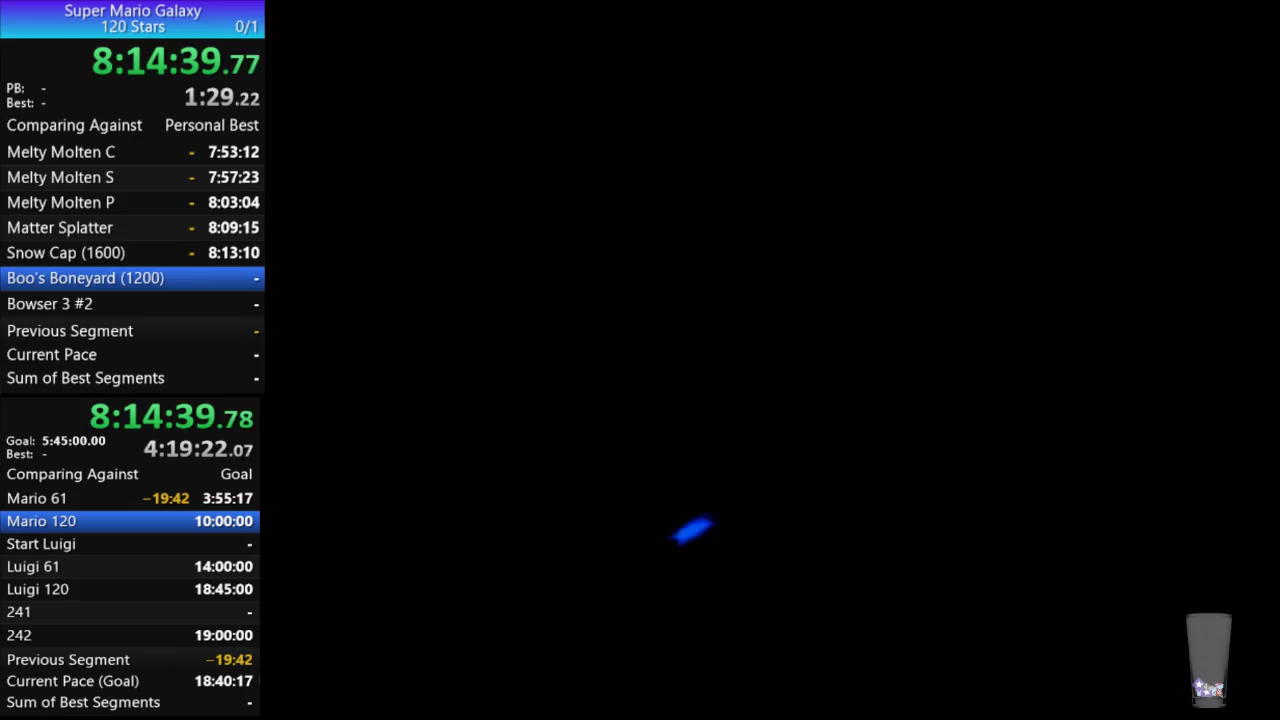 Super Mario Galaxy
120 Stars 0/1
8:14:39.77
PB: -
Best: - 1:29.22
Comparing Against Personal Best
Melty Molten C - 7:53:12
Melty Molten S - 7:57:23
Melty Molten P - 8:03:04
Matter Splatter - 8:09:15
Snow Cap (1600) - 8:13:10
Boo's Boneyard (1200) -
Bowser 3 #2 -
Previous Segment -
Current Pace -
Sum of Best Segments -
8:14:39.78
Goal: 5:45:00.00
Best: - 4:19:22.07
Comparing Against Goal
Mario 61 −19:42 3:55:17
Mario 120 10:00:00
Start Luigi -
Luigi 61 14:00:00
Luigi 120 18:45:00
241 -
242 19:00:00
Previous Segment −19:42
Current Pace (Goal) 18:40:17
Sum of Best Segments -